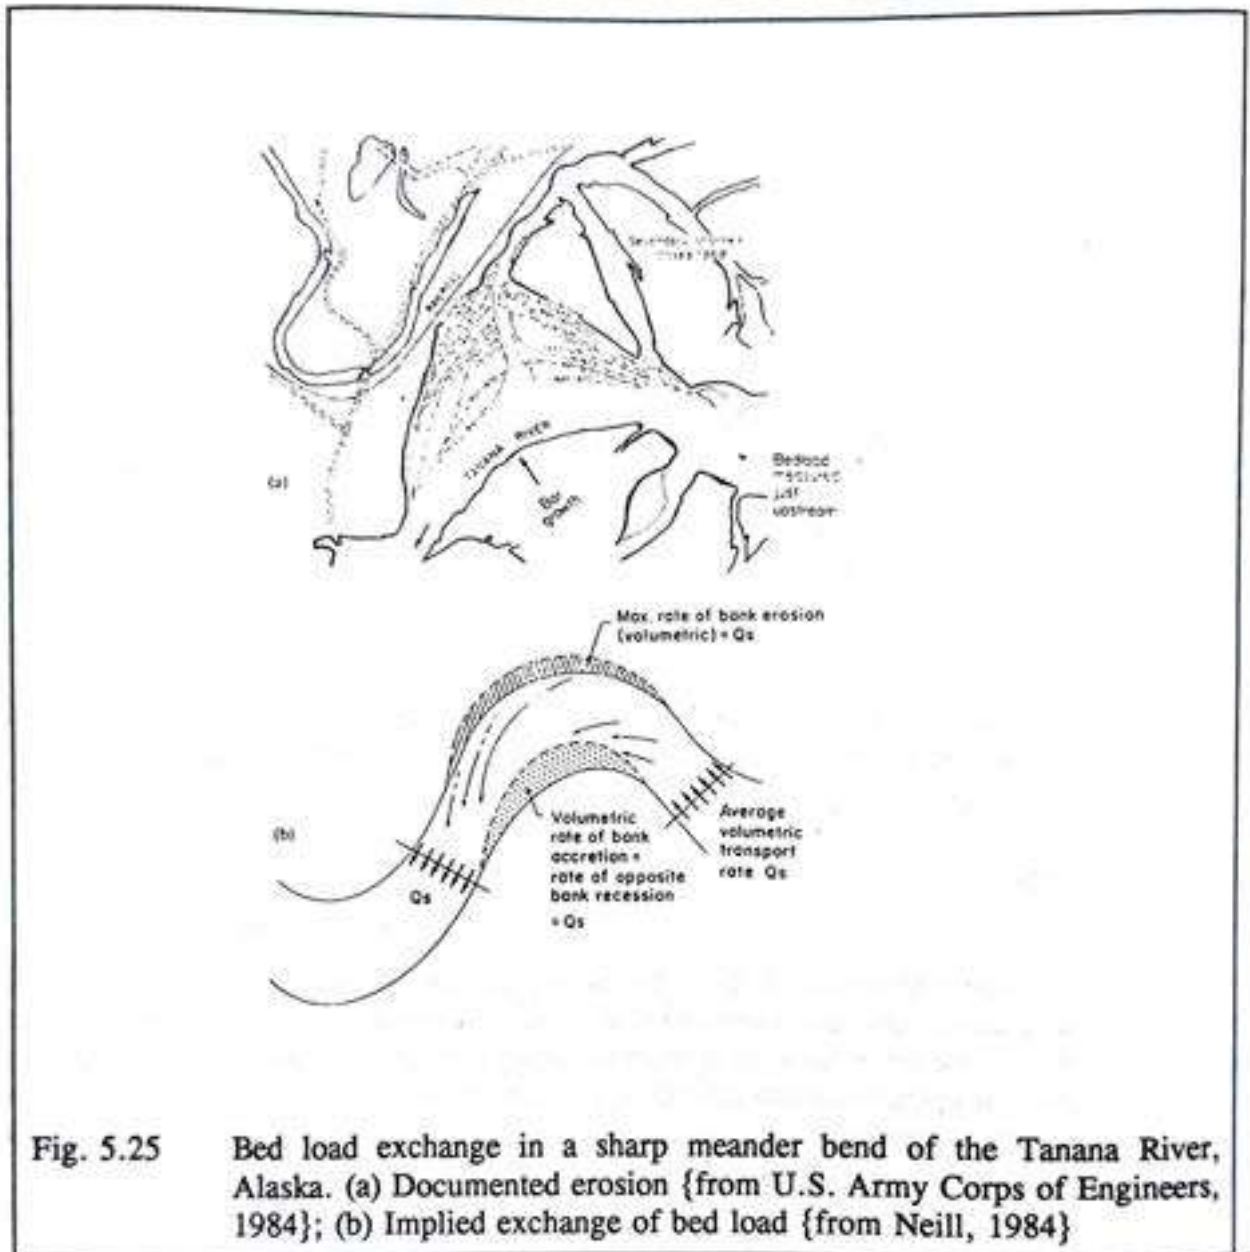 (a)
TANANA RIVER
Bar
growth
Bedload
measured
just
upstream
Max. rate of bank erosion
(volumetric) = Qs
(b)
Volumetric
rate of bank
accretion =
rate of opposite
bank recession
= Qs
Average
volumetric
transport
rate Qs
Qs
Fig. 5.25 Bed load exchange in a sharp meander bend of the Tanana River,
Alaska. (a) Documented erosion {from U.S. Army Corps of Engineers,
1984}; (b) Implied exchange of bed load {from Neill, 1984}